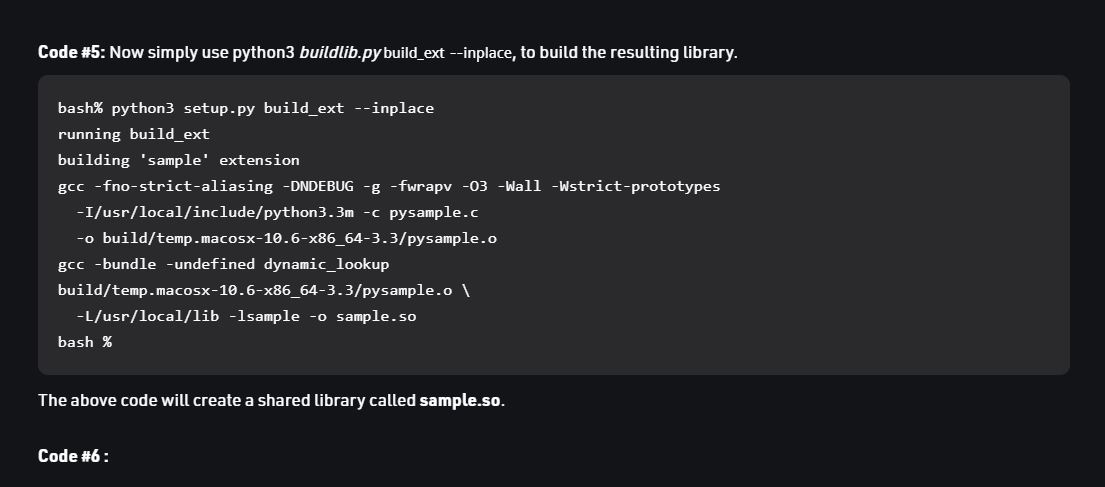 Code #5: Now simply use python3 buildlib.py build_ext --inplace, to build the resulting library.
bash% python3 setup.py build_ext --inplace
running build_ext
building 'sample' extension
gcc -fno-strict-aliasing -DNDEBUG -g -fwrapv -O3 -Wall -Wstrict-prototypes
-I/usr/local/include/python3.3m -c pysample.c
-o build/temp.macosx-10.6-x86_64-3.3/pysample.o
gcc -bundle -undefined dynamic_lookup
build/temp.macosx-10.6-x86_64-3.3/pysample.o \
-L/usr/local/lib -lsample -o sample.so
bash %
The above code will create a shared library called sample.so.
Code #6 :